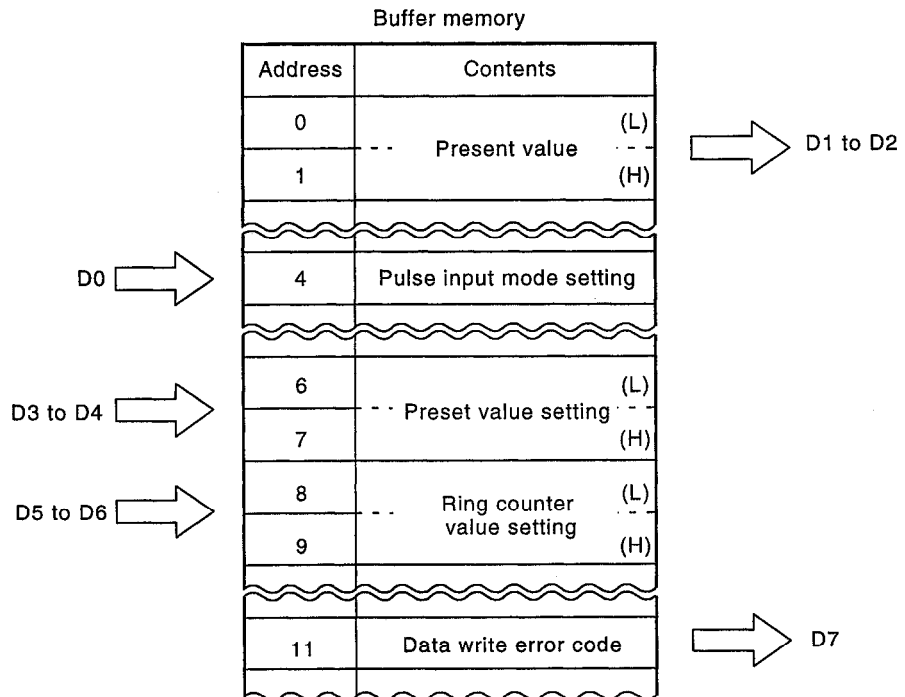 Buffer memory
Address Contents
0 (L)
Present value
1 (H)
D1 to D2
D0
4 Pulse input mode setting
6 (L)
Preset value setting
7 (H)
D3 to D4
8 (L)
Ring counter
value setting
9 (H)
D5 to D6
11 Data write error code
D7